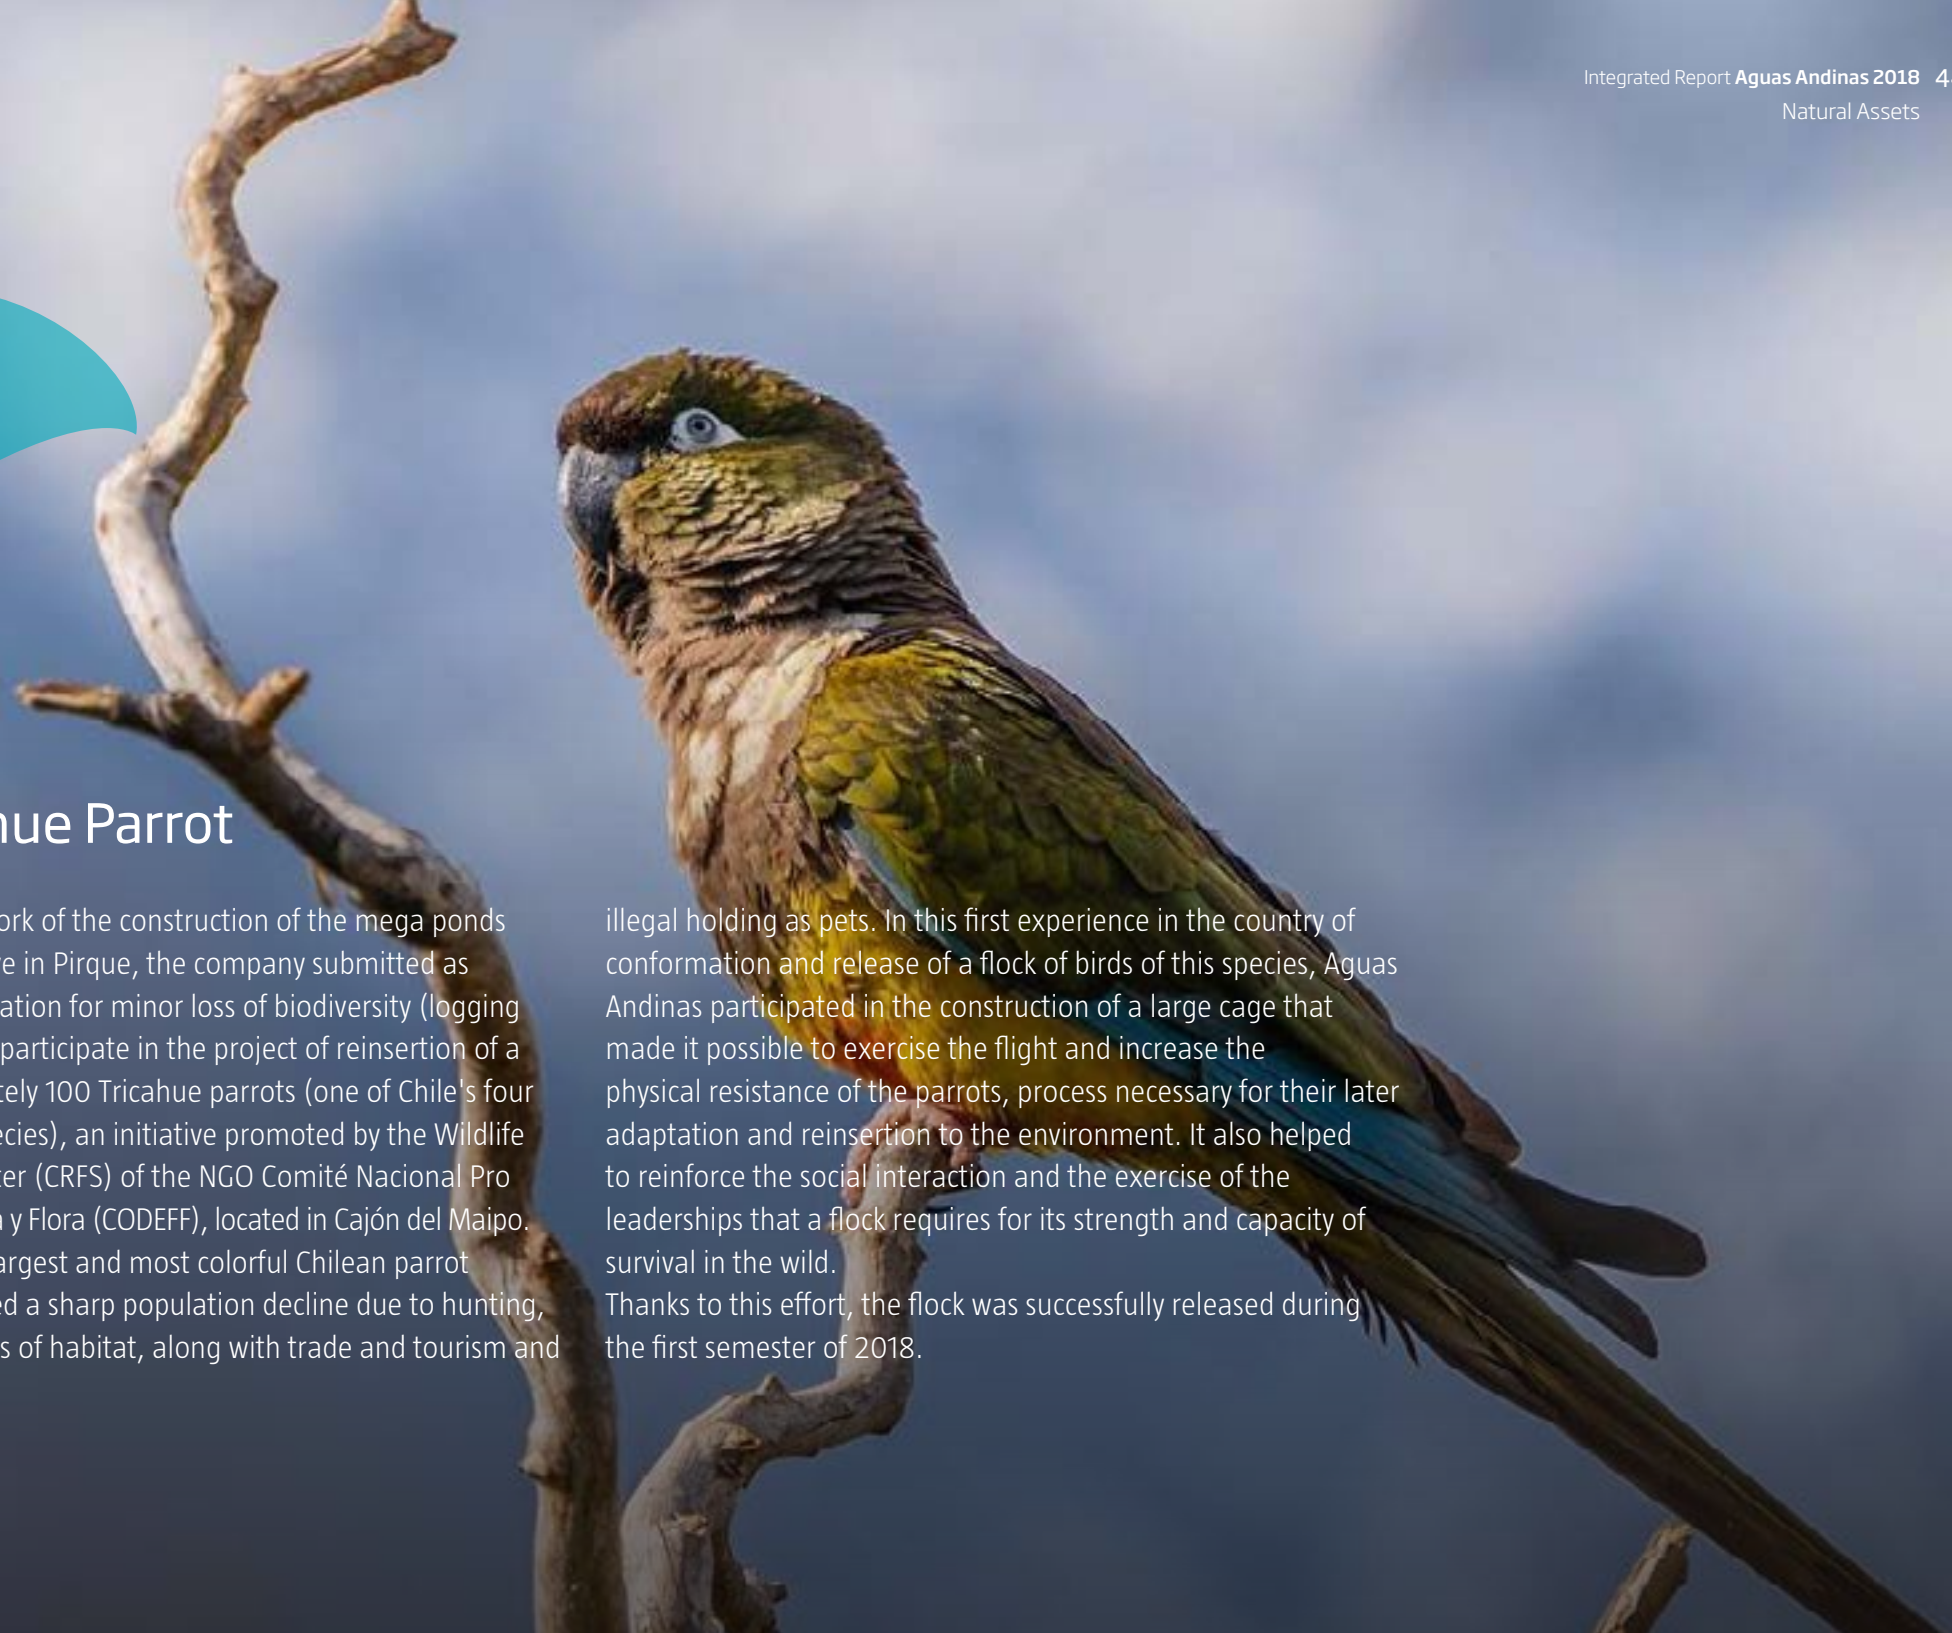 Integrated Report Aguas Andinas 2018
Natural Assets
Parrot
of the construction of the mega ponds
in Pirque, the company submitted as
for minor loss of biodiversity (logging
participate in the project of reinsertion of a
100 Tricahue parrots (one of Chile's four
an initiative promoted by the Wildlife
(CRFS) of the NGO Comité Nacional Pro
y Flora (CODEFF), located in Cajón del Maipo.
and most colorful Chilean parrot
a sharp population decline due to hunting,
of habitat, along with trade and tourism and
illegal holding as pets. In this first experience in the country of
conformation and release of a flock of birds of this species, Aguas
Andinas participated in the construction of a large cage that
made it possible to exercise the flight and increase the
physical resistance of the parrots, process necessary for their later
adaptation and reinsertion to the environment. It also helped
to reinforce the social interaction and the exercise of the
leaderships that a flock requires for its strength and capacity of
survival in the wild.
Thanks to this effort, the flock was successfully released during
the first semester of 2018.